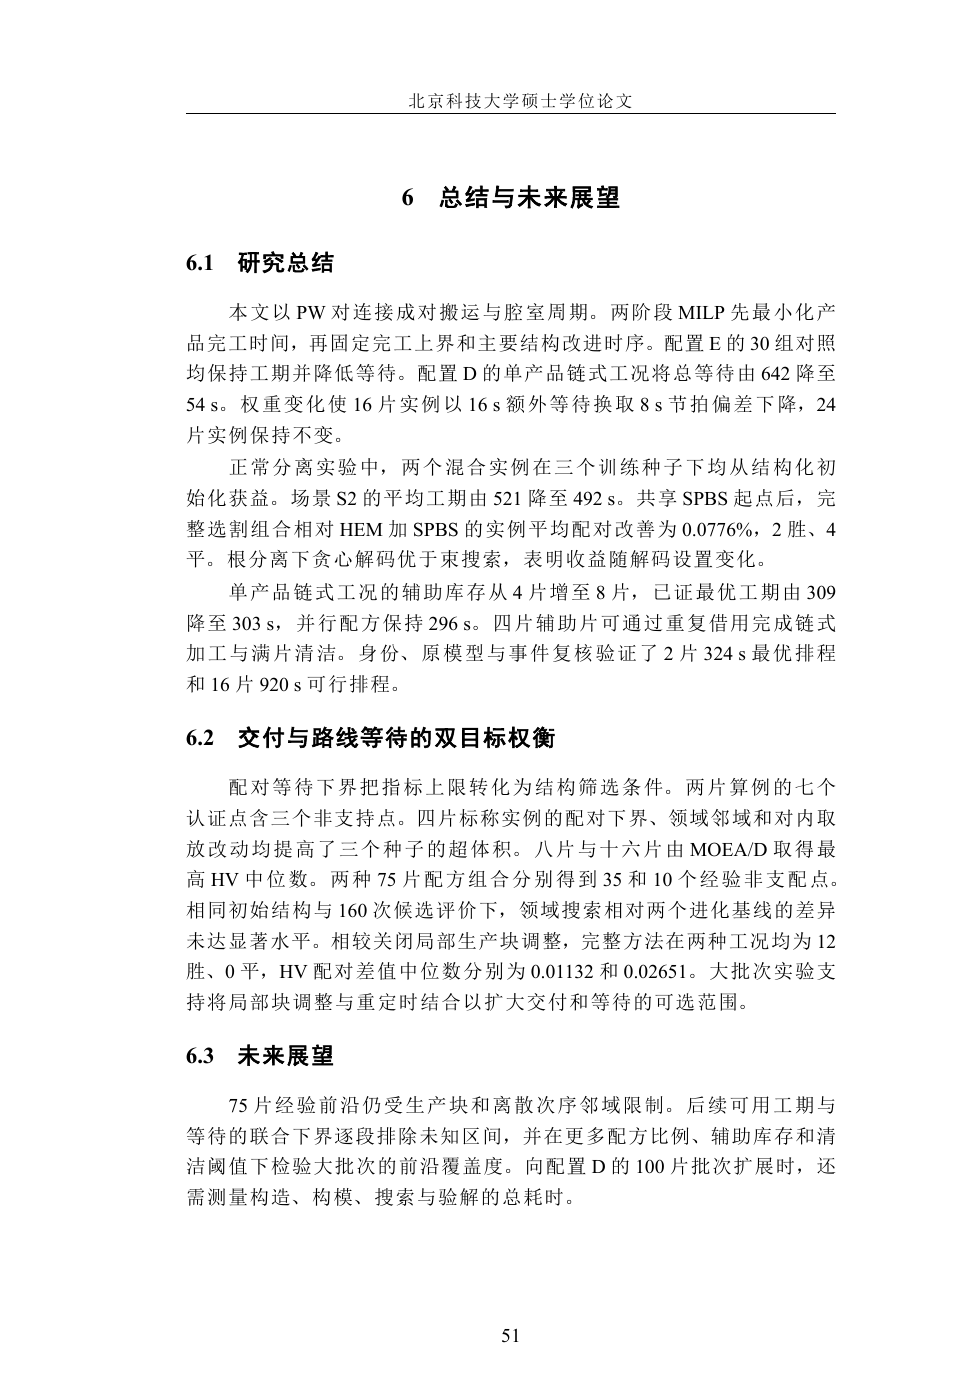 北京科技大学硕士学位论文
6 总结与未来展望
6.1 研究总结
本文以 PW 对连接成对搬运与腔室周期。两阶段 MILP 先最小化产
品完工时间，再固定完工上界和主要结构改进时序。配置 E 的 30 组对照
均保持工期并降低等待。配置 D 的单产品链式工况将总等待由 642 降至
54 s。权重变化使 16 片实例以 16 s 额外等待换取 8 s 节拍偏差下降，24
片实例保持不变。
正常分离实验中，两个混合实例在三个训练种子下均从结构化初
始化获益。场景 S2 的平均工期由 521 降至 492 s。共享 SPBS 起点后，完
整选割组合相对 HEM 加 SPBS 的实例平均配对改善为 0.0776%，2 胜、4
平。根分离下贪心解码优于束搜索，表明收益随解码设置变化。
单产品链式工况的辅助库存从 4 片增至 8 片，已证最优工期由 309
降至 303 s，并行配方保持 296 s。四片辅助片可通过重复借用完成链式
加工与满片清洁。身份、原模型与事件复核验证了 2 片 324 s 最优排程
和 16 片 920 s 可行排程。
6.2 交付与路线等待的双目标权衡
配对等待下界把指标上限转化为结构筛选条件。两片算例的七个
认证点含三个非支持点。四片标称实例的配对下界、领域邻域和对内取
放改动均提高了三个种子的超体积。八片与十六片由 MOEA/D 取得最
高 HV 中位数。两种 75 片配方组合分别得到 35 和 10 个经验非支配点。
相同初始结构与 160 次候选评价下，领域搜索相对两个进化基线的差异
未达显著水平。相较关闭局部生产块调整，完整方法在两种工况均为 12
胜、0 平，HV 配对差值中位数分别为 0.01132 和 0.02651。大批次实验支
持将局部块调整与重定时结合以扩大交付和等待的可选范围。
6.3 未来展望
75 片经验前沿仍受生产块和离散次序邻域限制。后续可用工期与
等待的联合下界逐段排除未知区间，并在更多配方比例、辅助库存和清
洁阈值下检验大批次的前沿覆盖度。向配置 D 的 100 片批次扩展时，还
需测量构造、构模、搜索与验解的总耗时。
51